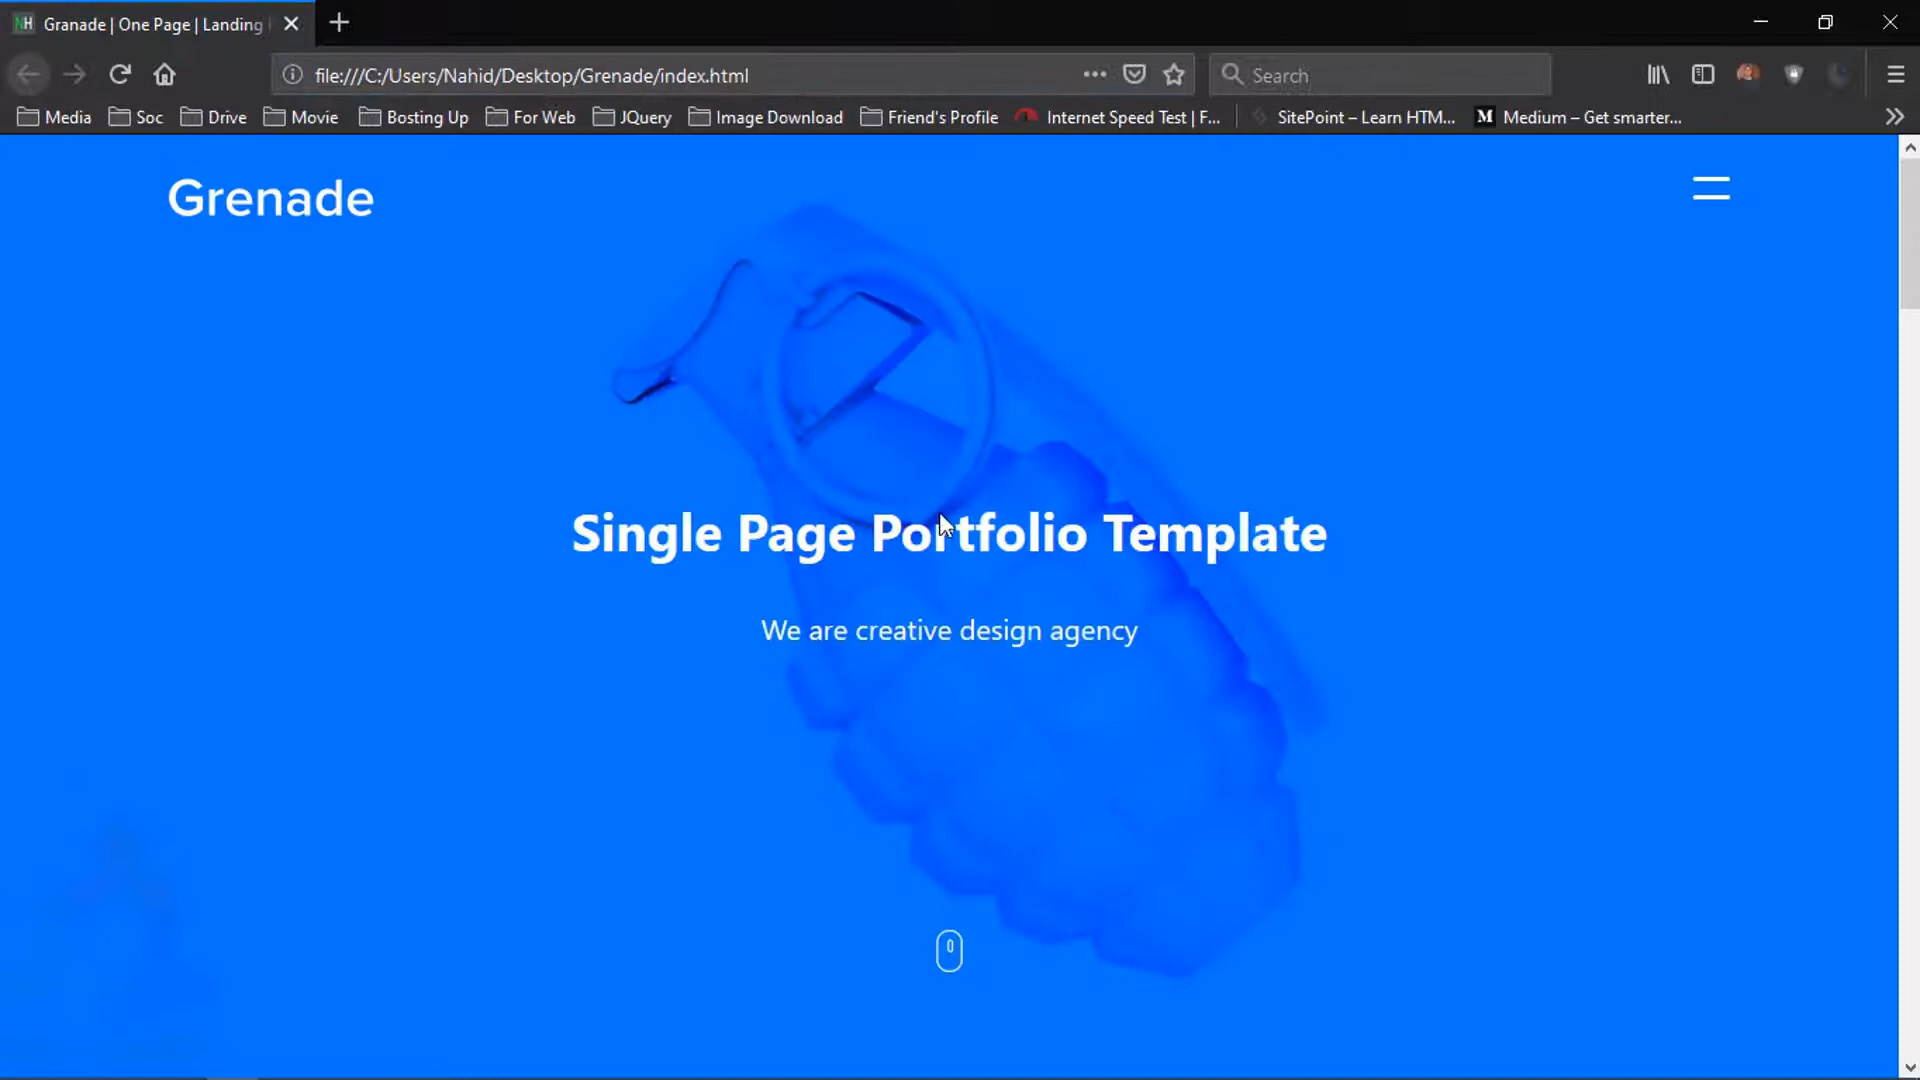 NH Granade | One Page | Landing
file:///C:/Users/Nahid/Desktop/Grenade/index.html
Search
Media Soc Drive Movie Bosting Up For Web JQuery Image Download Friend's Profile Internet Speed Test | F... SitePoint – Learn HTM... M Medium – Get smarter...
Grenade
Single Page Portfolio Template
We are creative design agency